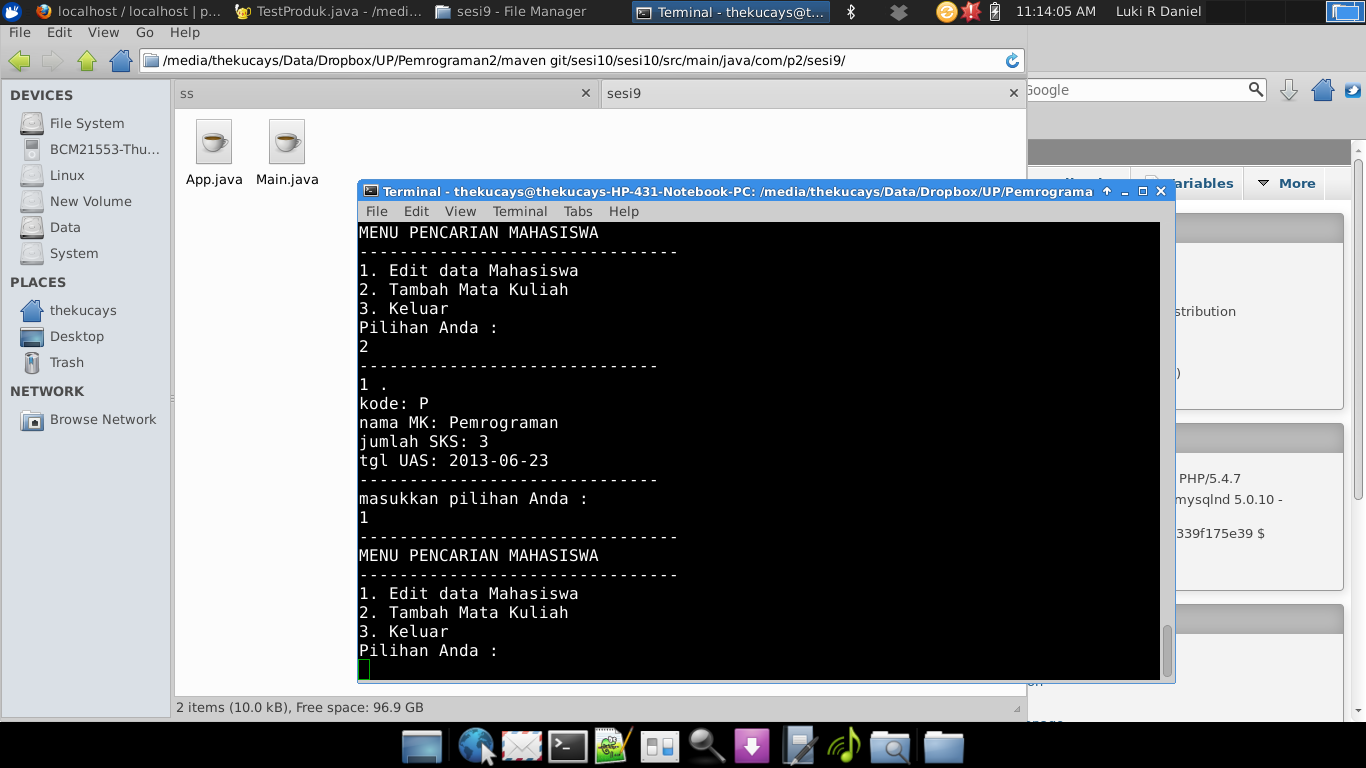 localhost / localhost | p...
TestProduk.java - /medi...
sesi9 - File Manager
Terminal - thekucays@t...
11:14:05 AM
Luki R Daniel
File Edit View Go Help
/media/thekucays/Data/Dropbox/UP/Pemrograman2/maven git/sesi10/sesi10/src/main/java/com/p2/sesi9/
Google
DEVICES
File System
BCM21553-Thu...
Linux
New Volume
Data
System
PLACES
thekucays
Desktop
Trash
NETWORK
Browse Network
ss
sesi9
App.java
Main.java
2 items (10.0 kB), Free space: 96.9 GB
Terminal - thekucays@thekucays-HP-431-Notebook-PC: /media/thekucays/Data/Dropbox/UP/Pemrograma
File Edit View Terminal Tabs Help
MENU PENCARIAN MAHASISWA
--------------------------------
1. Edit data Mahasiswa
2. Tambah Mata Kuliah
3. Keluar
Pilihan Anda :
2
------------------------------
1 .
kode: P
nama MK: Pemrograman
jumlah SKS: 3
tgl UAS: 2013-06-23
------------------------------
masukkan pilihan Anda :
1
--------------------------------
MENU PENCARIAN MAHASISWA
--------------------------------
1. Edit data Mahasiswa
2. Tambah Mata Kuliah
3. Keluar
Pilihan Anda :
ariables
More
stribution
)
PHP/5.4.7
mysqlnd 5.0.10 -
339f175e39 $